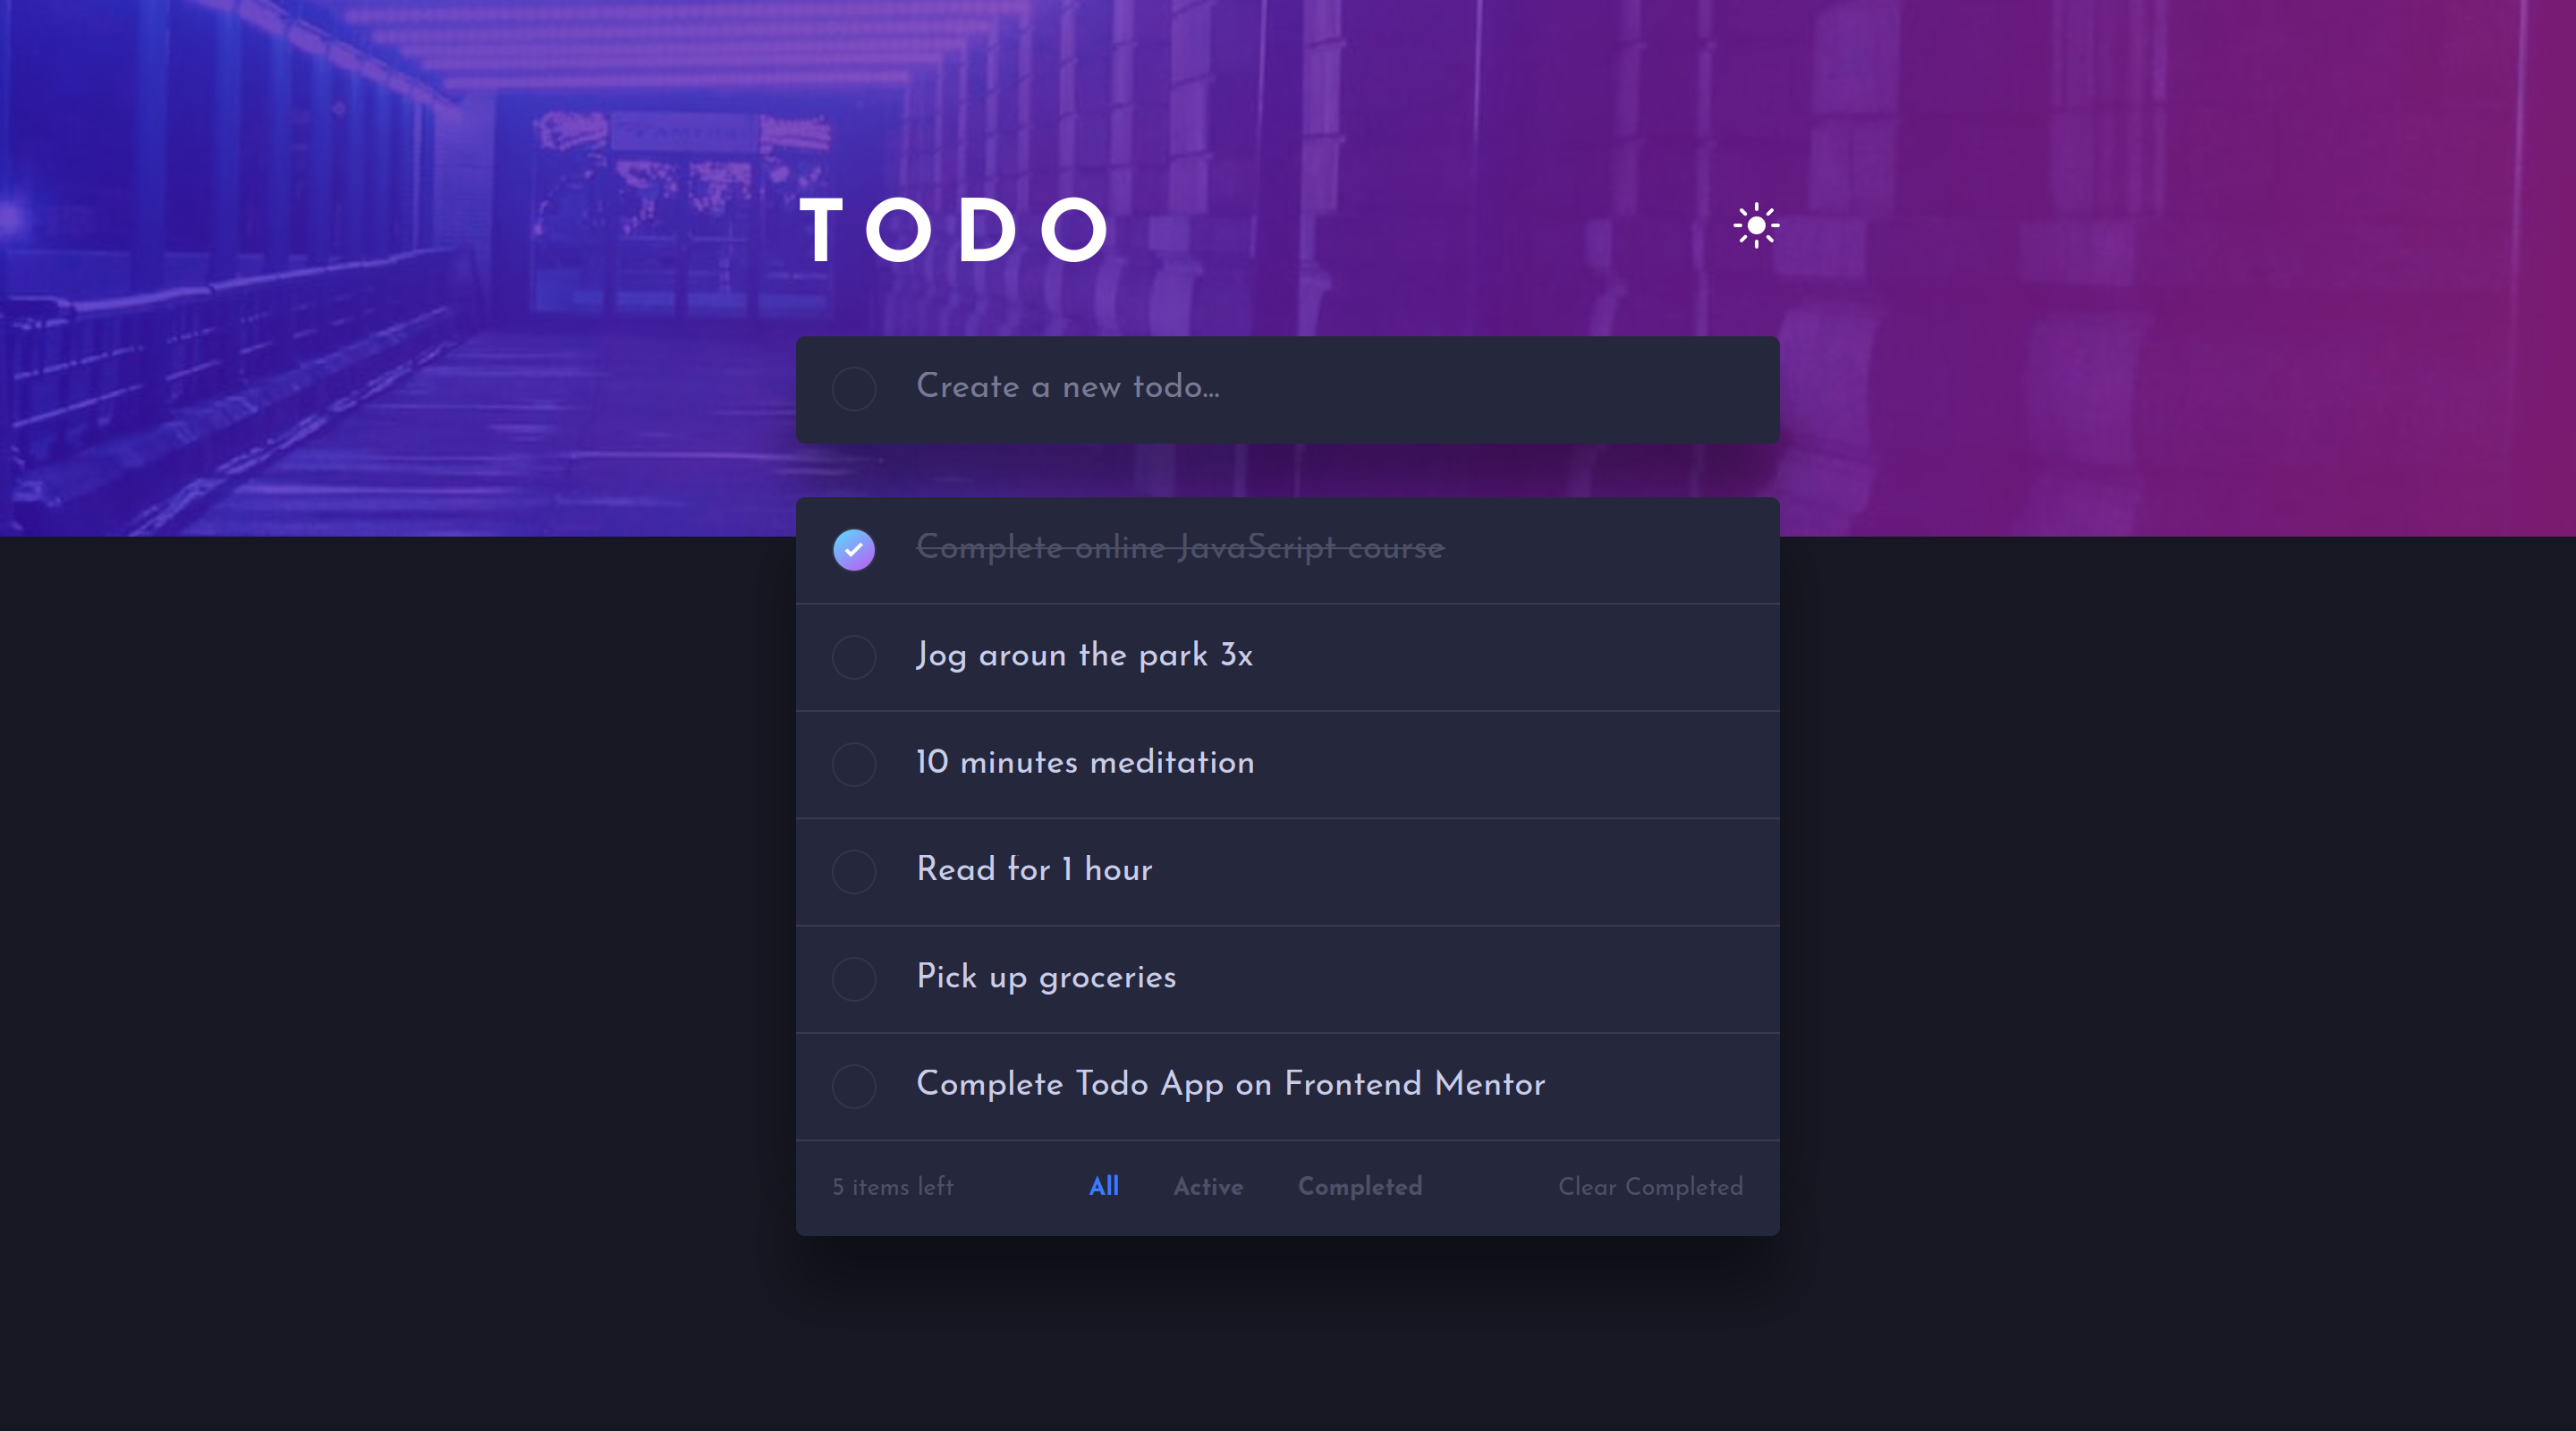 TODO
Create a new todo...
Complete online JavaScript course
Jog aroun the park 3x
10 minutes meditation
Read for 1 hour
Pick up groceries
Complete Todo App on Frontend Mentor
5 items left All Active Completed Clear Completed